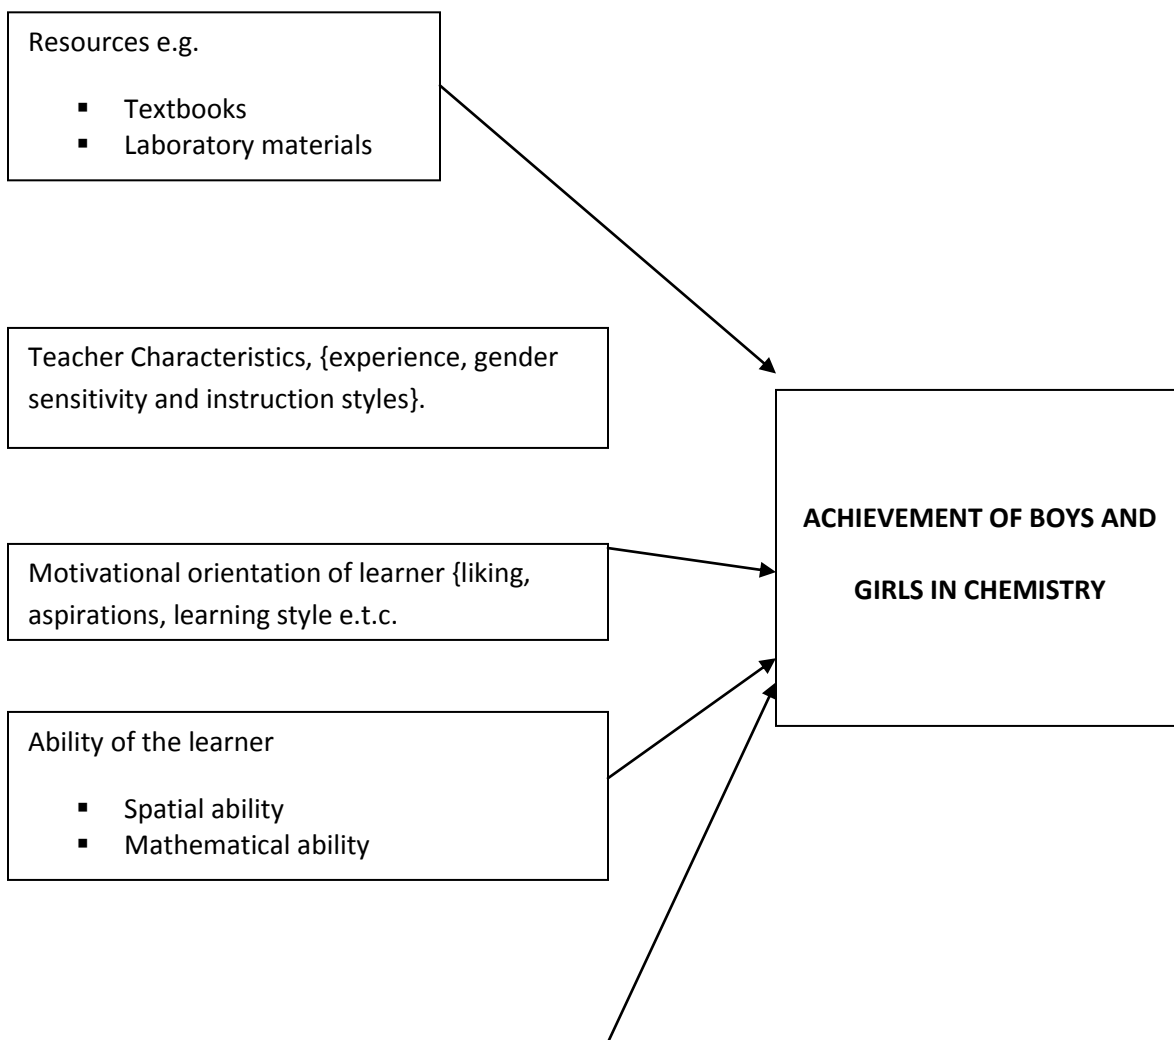 Resources e.g.
▪ Textbooks
▪ Laboratory materials
Teacher Characteristics, {experience, gender
sensitivity and instruction styles}.
Motivational orientation of learner {liking,
aspirations, learning style e.t.c.
Ability of the learner
▪ Spatial ability
▪ Mathematical ability
ACHIEVEMENT OF BOYS AND
GIRLS IN CHEMISTRY